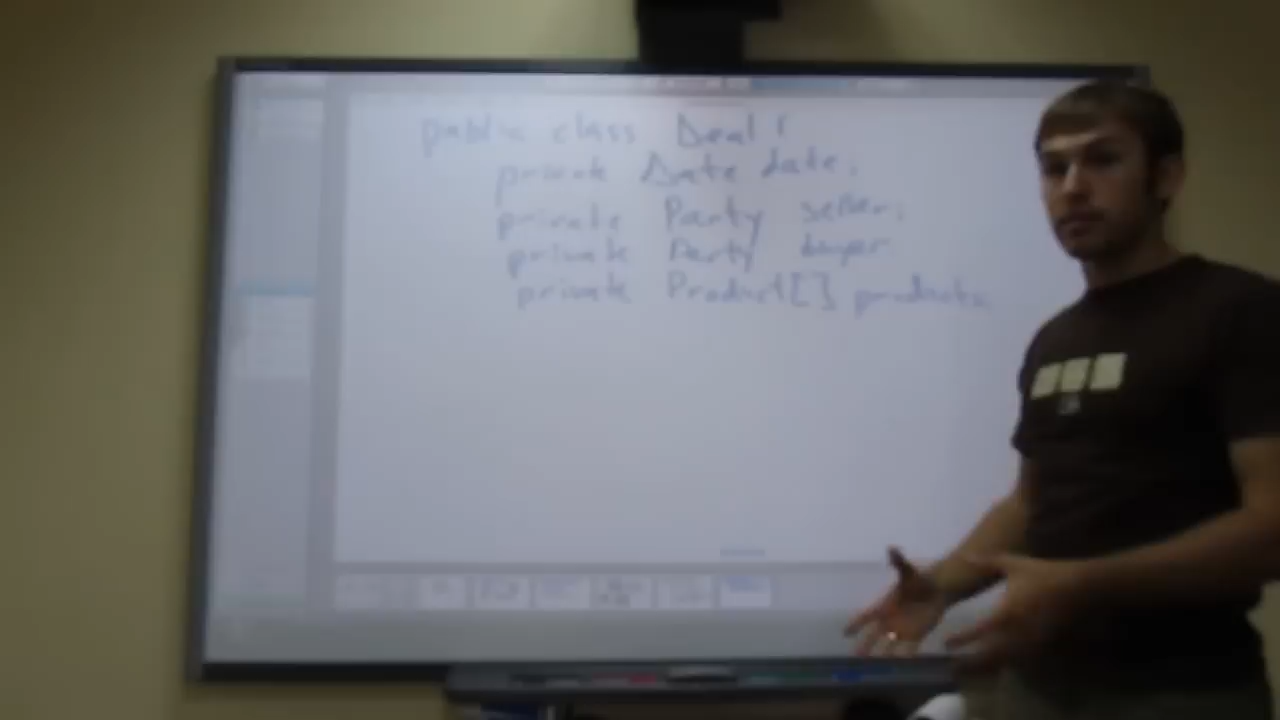 public class Deal {
private Date date;
private Party seller;
private Party buyer
private Product[] products